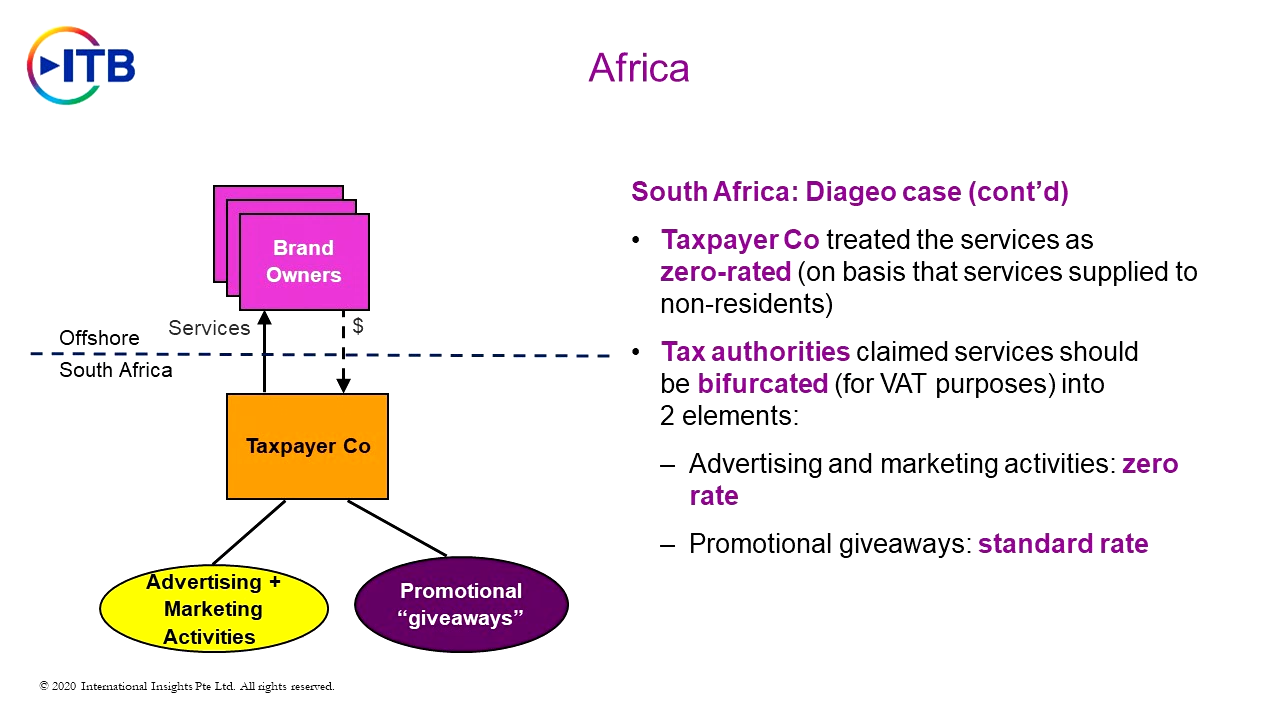 ITB
Africa
Brand
Owners
Services
$
Offshore
South Africa
Taxpayer Co
Advertising +
Marketing
Activities
Promotional
“giveaways”
South Africa: Diageo case (cont’d)
• Taxpayer Co treated the services as
zero-rated (on basis that services supplied to
non-residents)
• Tax authorities claimed services should
be bifurcated (for VAT purposes) into
2 elements:
– Advertising and marketing activities: zero
rate
– Promotional giveaways: standard rate
© 2020 International Insights Pte Ltd. All rights reserved.